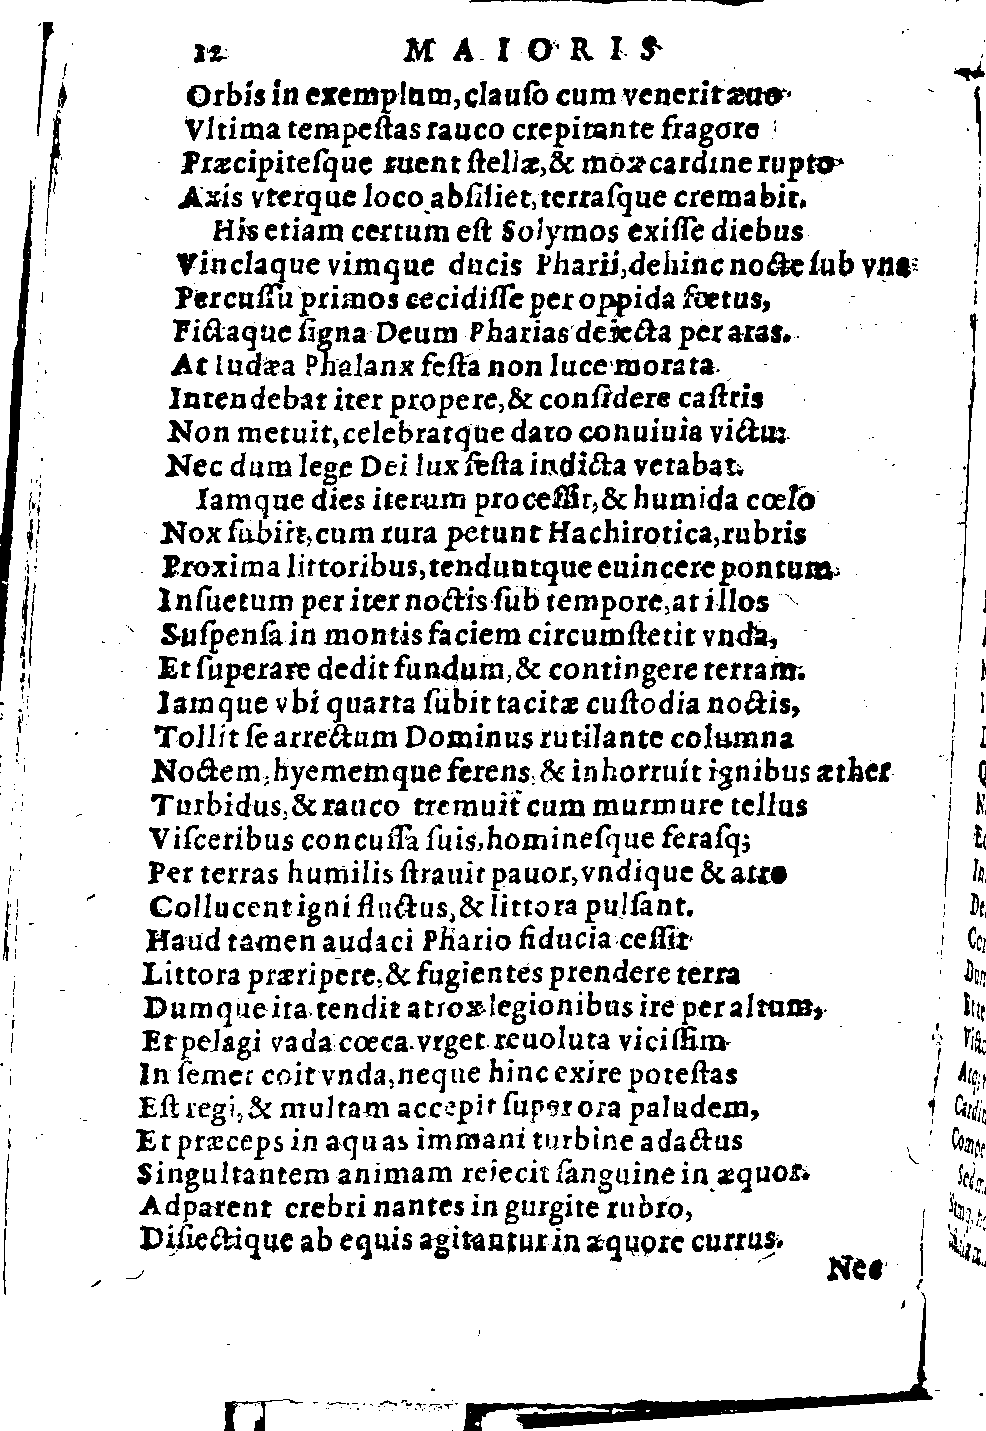 12 MAIORIS
Orbis in exemplum, clauſo cum venerit æuo
Vltima tempeſtas rauco crepitante fragore
Præcipiteſque ruent ſtellæ, & mox cardine rupto
Axis vterque loco abſiliet, terraſque cremabit.
His etiam certum eſt Solymos exiſſe diebus
Vinclaque vimque ducis Pharii, dehinc nocte ſub vna
Percuſſu primos cecidiſſe per oppida fœtus,
Fictaque ſigna Deum Pharias deiecta per aras.
At Iudæa Phalanx feſta non luce morata
Intendebat iter propere, & conſidere caſtris
Non metuit, celebratque dato conuiuia victu:
Nec dum lege Dei lux feſta indicta vetabat.
Iamque dies iterum proceſſit, & humida cœlo
Nox ſubiit, cum rura petunt Hachirotica, rubris
Proxima littoribus, tenduntque euincere pontum
Inſuetum per iter noctis ſub tempore, at illos
Suſpenſa in montis faciem circumſtetit vnda,
Et ſuperare dedit fundum, & contingere terram.
Iamque vbi quarta ſubit tacitæ cuſtodia noctis,
Tollit ſe arrectum Dominus rutilante columna
Noctem, hyememque ferens, & inhorruit ignibus æther
Turbidus, & rauco tremuit cum murmure tellus
Viſceribus concuſſa ſuis, homineſque feraſq;
Per terras humilis ſtrauit pauor, vndique & atro
Collucent igni fluctus, & littora pulſant.
Haud tamen audaci Phario fiducia ceſſit
Littora præripere, & fugientes prendere terra
Dumque ita tendit atrox legionibus ire per altum,
Et pelagi vada cœca vrget reuoluta viciſſim
In ſemet coit vnda, neque hinc exire poteſtas
Eſt regi, & multam accepit ſuper ora paludem,
Et præceps in aquas immani turbine adactus
Singultantem animam reiecit ſanguine in æquor.
Adparent crebri nantes in gurgite rubro,
Diſiectique ab equis agitantur in æquore currus.
Nec